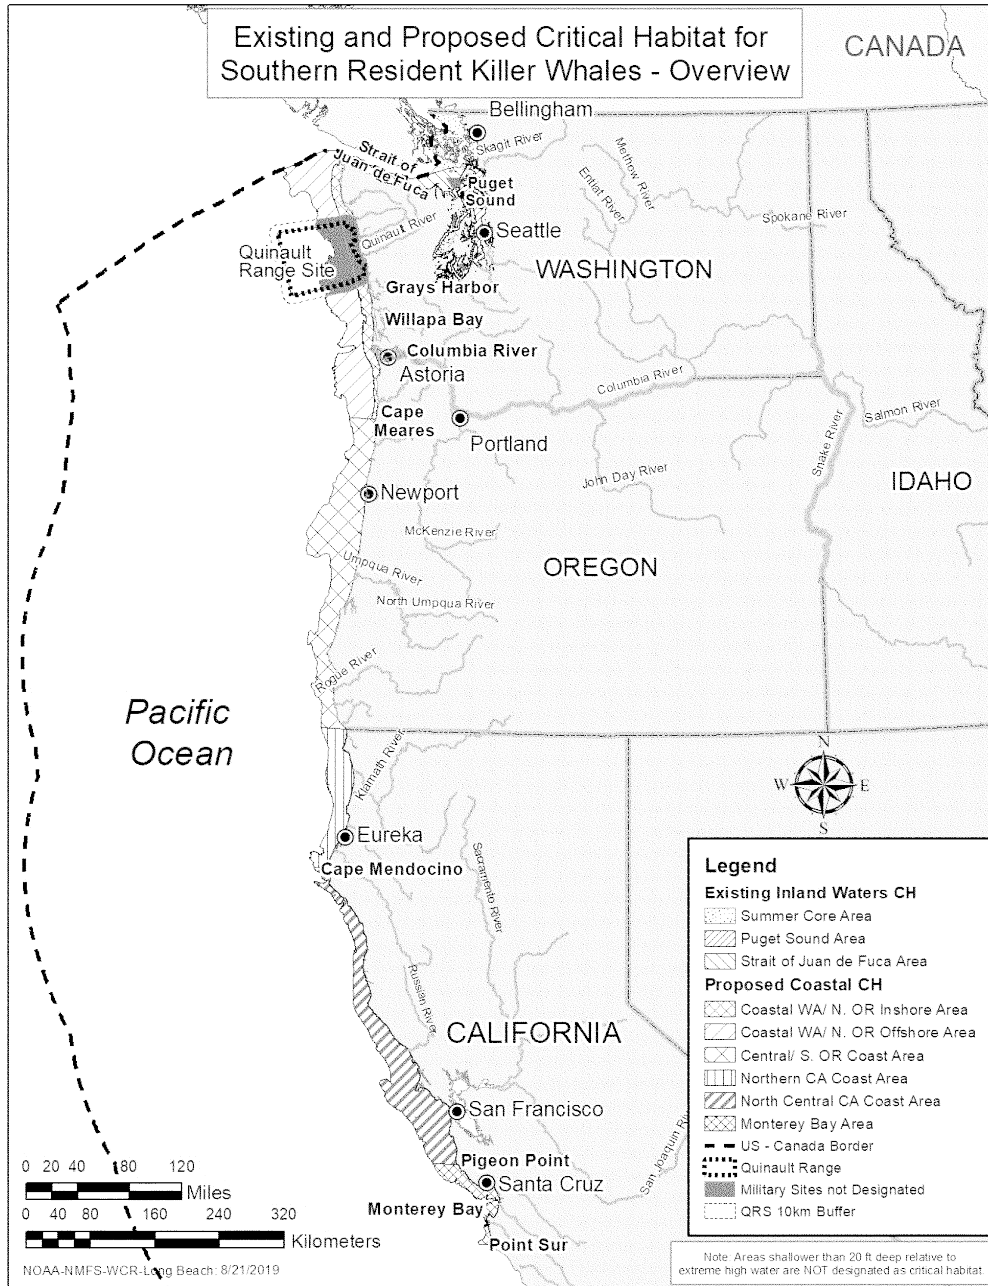 Existing and Proposed Critical Habitat for
Southern Resident Killer Whales - Overview
CANADA
Bellingham
Skagit River
Strait of
Juan de Fuca
Methow River
Entiat River
Puget
Sound
Spokane River
Quinault River
Seattle
Quinault
Range Site
WASHINGTON
Grays Harbor
Willapa Bay
Columbia River
Astoria
Columbia River
Cape
Meares
Salmon River
Portland
Snake River
John Day River
IDAHO
Newport
McKenzie River
Umpqua River
OREGON
North Umpqua River
Rogue River
Pacific
Ocean
Klamath River
N
W
E
S
Eureka
Cape Mendocino
Sacramento River
Russian River
CALIFORNIA
San Francisco
San Joaquin Ri
Pigeon Point
Santa Cruz
Monterey Bay
Point Sur
Legend
Existing Inland Waters CH
Summer Core Area
Puget Sound Area
Strait of Juan de Fuca Area
Proposed Coastal CH
Coastal WA/ N. OR Inshore Area
Coastal WA/ N. OR Offshore Area
Central/ S. OR Coast Area
Northern CA Coast Area
North Central CA Coast Area
Monterey Bay Area
US - Canada Border
Quinault Range
Military Sites not Designated
QRS 10km Buffer
0 20 40 80 120
Miles
0 40 80 160 240 320
Kilometers
NOAA-NMFS-WCR-Long Beach: 8/21/2019
Note: Areas shallower than 20 ft deep relative to
extreme high water are NOT designated as critical habitat.